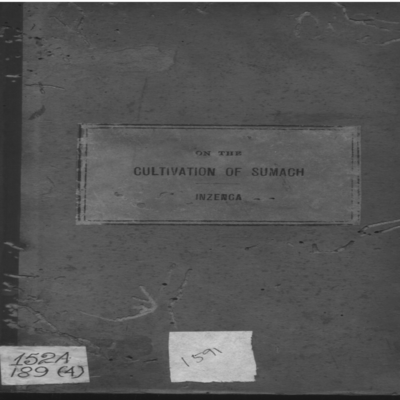 ON THE
CULTIVATION OF SUMACH
INZENGA
152A
189 (4)
1591